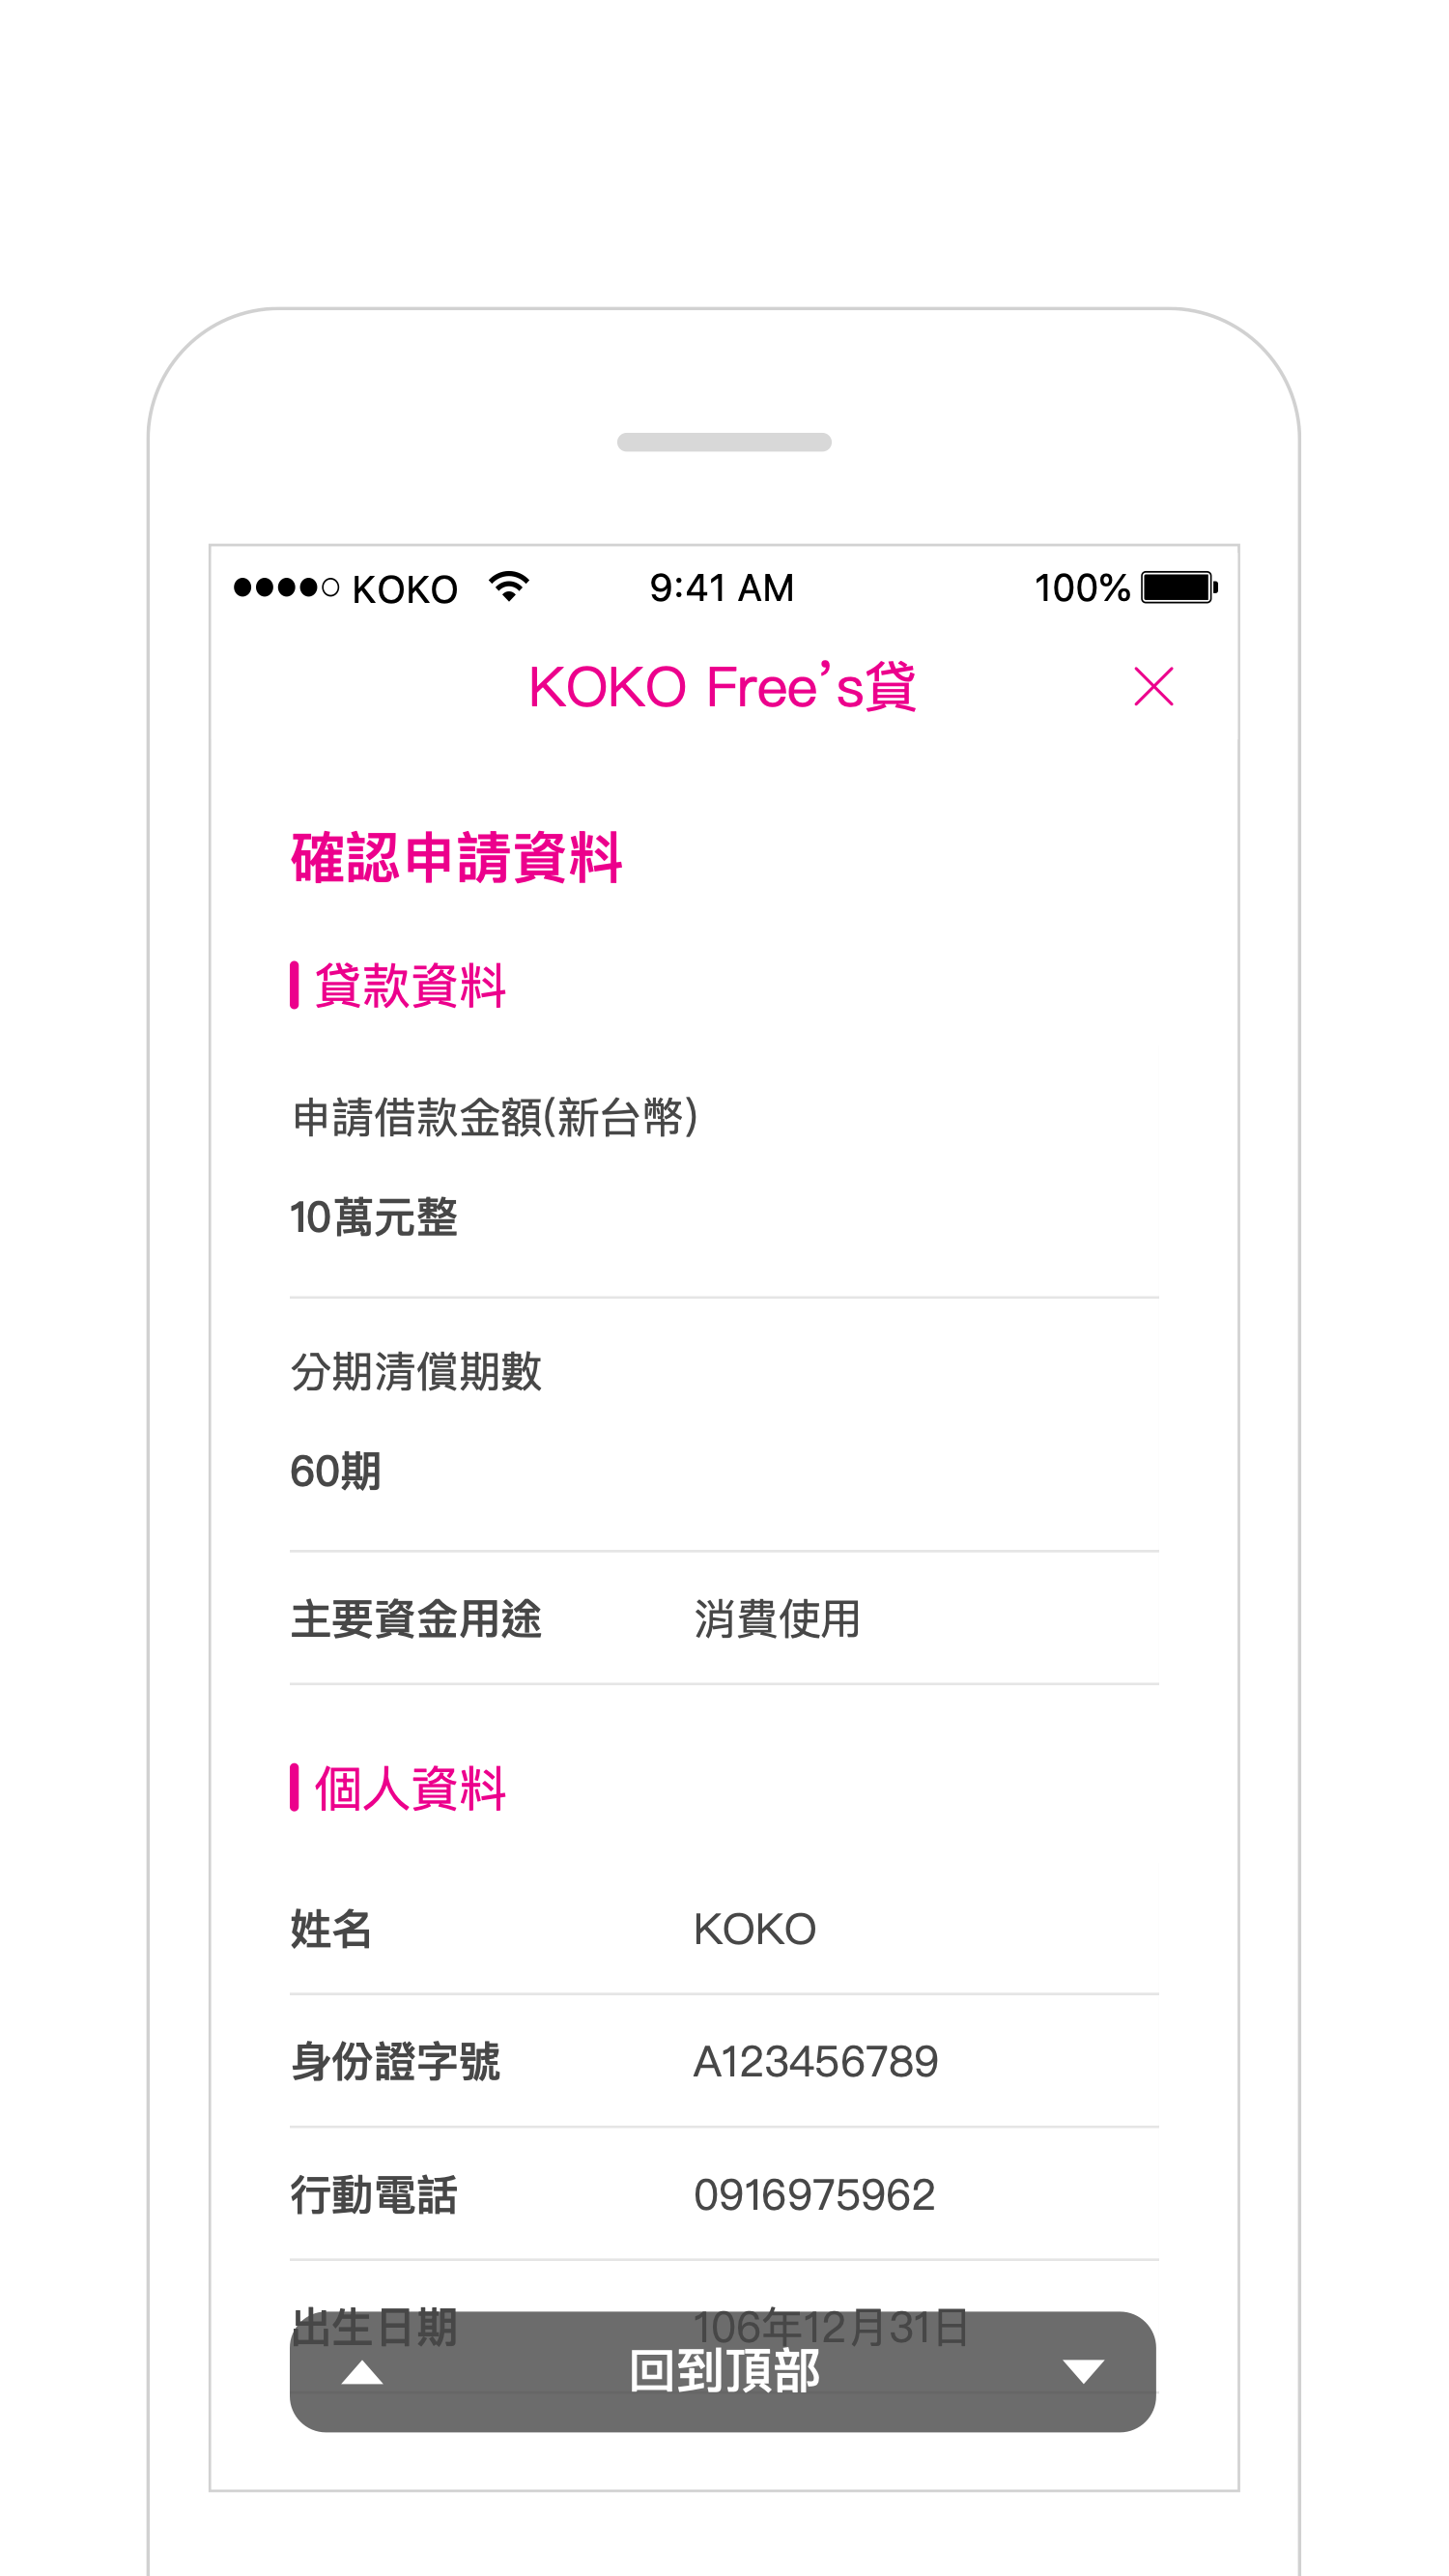 KOKO 9:41 AM 100%
KOKO Free’s貸
確認申請資料
貸款資料
申請借款金額(新台幣)
10萬元整
分期清償期數
60期
主要資金用途 消費使用
個人資料
姓名 KOKO
身份證字號 A123456789
行動電話 0916975962
出生日期 106年12月31日
回到頂部